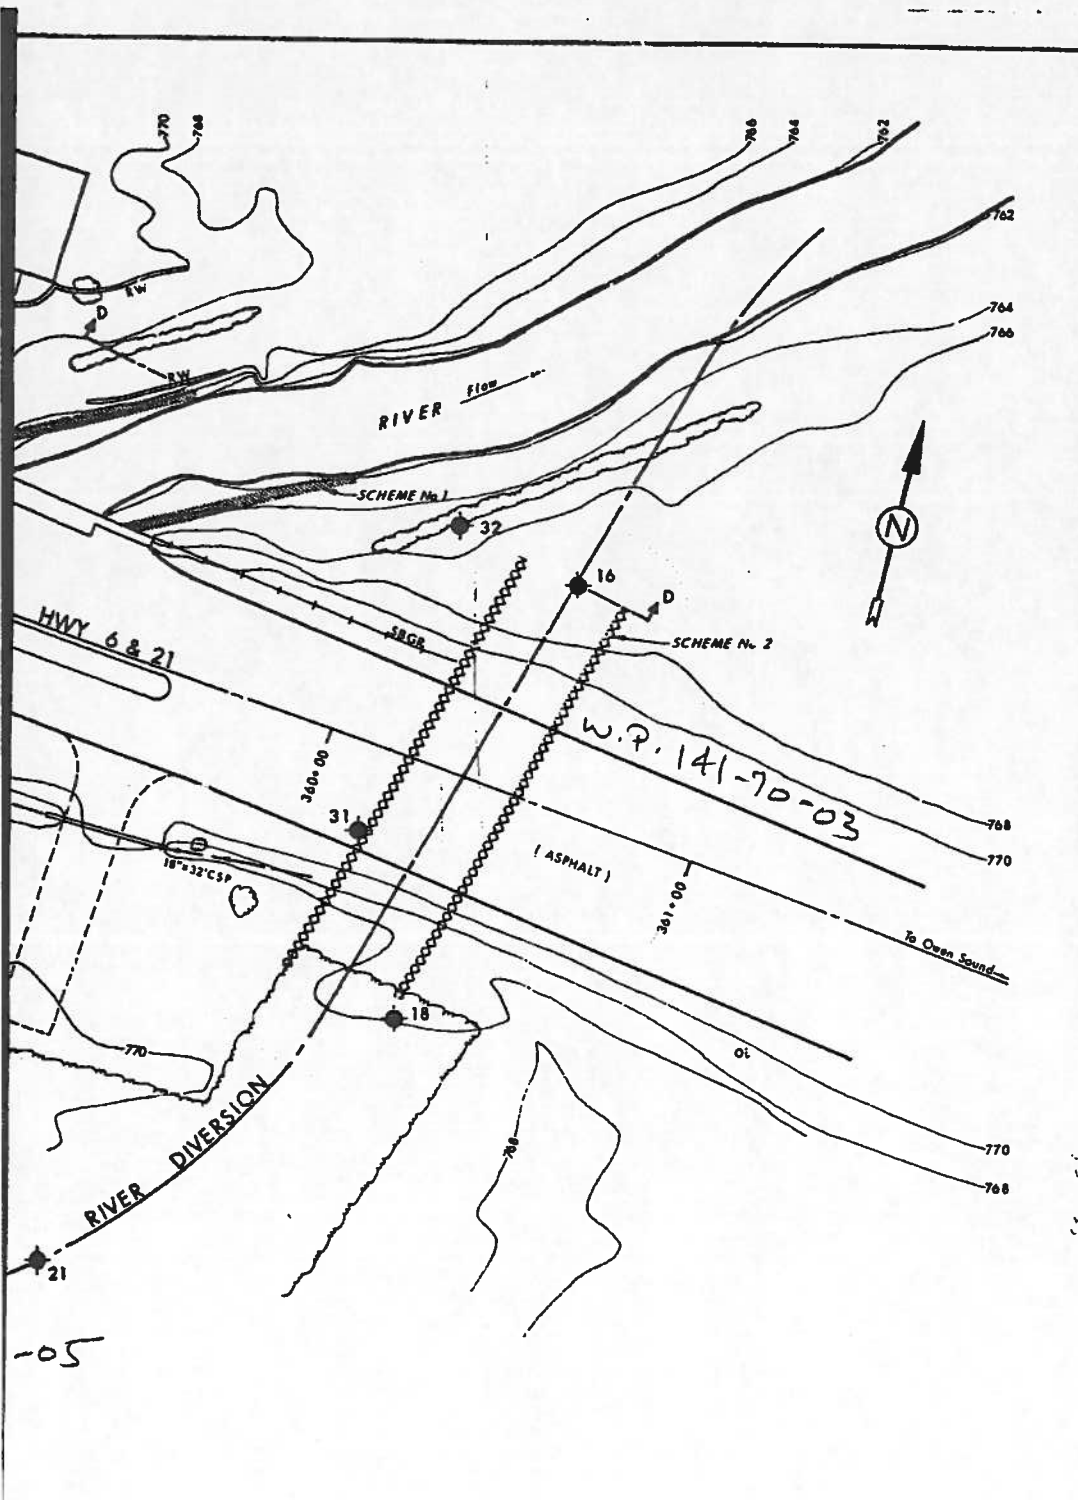 770
768
766
764
762
762
RW
D
764
766
RW
Flow
RIVER
SCHEME No 1
32
N
16
D
HWY 6 & 21
SBGR
SCHEME No 2
W.P. 141-70-03
360+00
31
768
770
18"x32'CSP
( ASPHALT )
361+00
To Owen Sound
18
770
Oi
DIVERSION
768
770
768
RIVER
21
-05